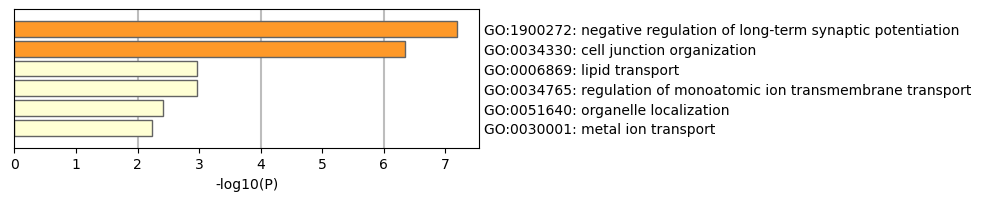 GO:1900272: negative regulation of long-term synaptic potentiation
GO:0034330: cell junction organization
GO:0006869: lipid transport
GO:0034765: regulation of monoatomic ion transmembrane transport
GO:0051640: organelle localization
GO:0030001: metal ion transport
0 1 2 3 4 5 6 7
-log10(P)